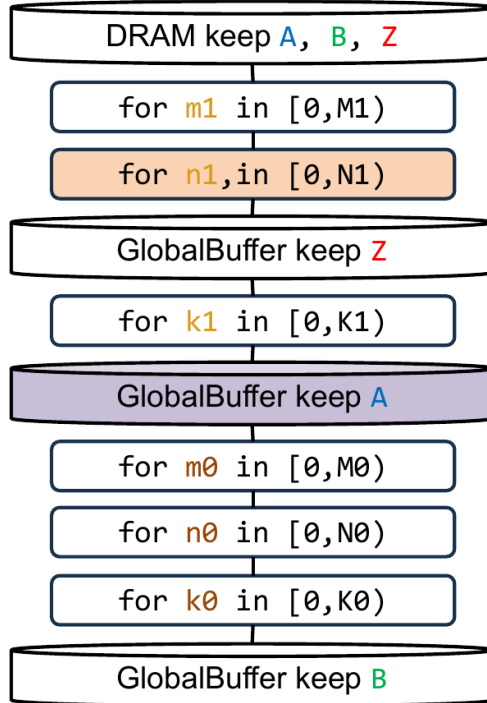 DRAM keep A, B, Z
for m1 in [0,M1)
for n1,in [0,N1)
GlobalBuffer keep Z
for k1 in [0,K1)
GlobalBuffer keep A
for m0 in [0,M0)
for n0 in [0,N0)
for k0 in [0,K0)
GlobalBuffer keep B